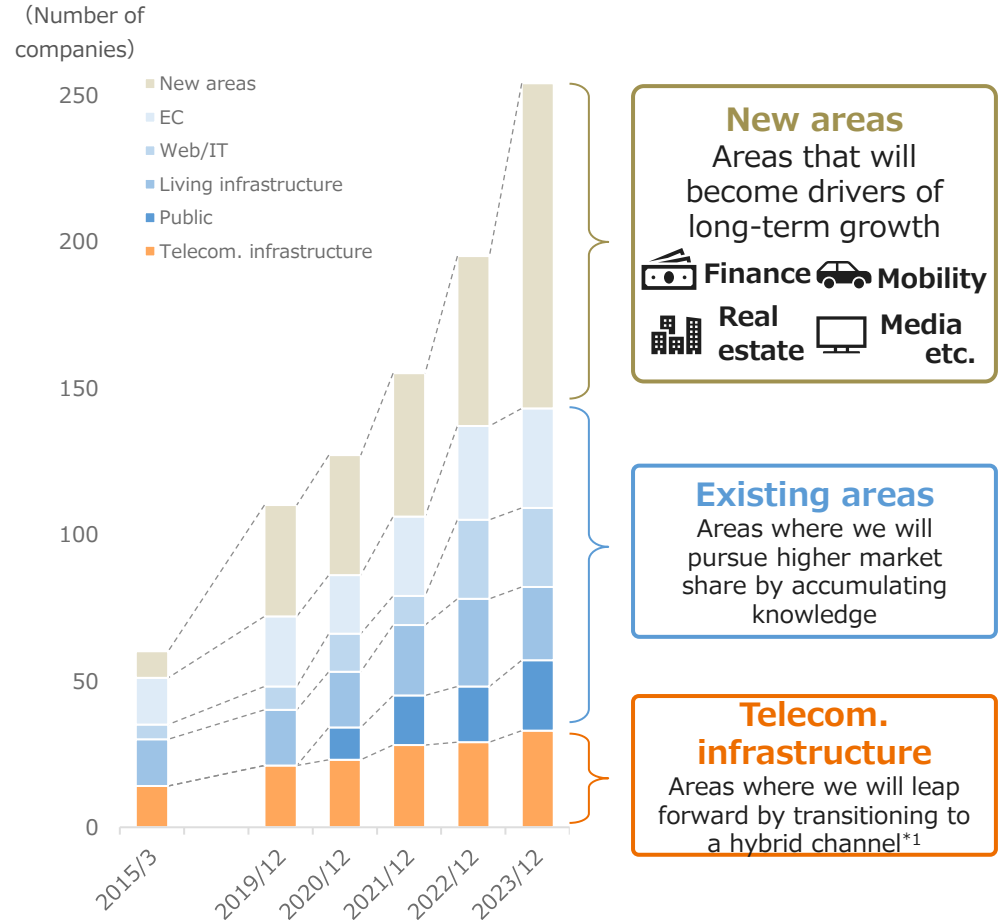 （Number of
companies）
250
200
150
100
50
0
New areas
EC
Web/IT
Living infrastructure
Public
Telecom. infrastructure
2015/3
2019/12
2020/12
2021/12
2022/12
2023/12
New areas
Areas that will
become drivers of
long-term growth
Finance
Mobility
Real
estate
Media
etc.
Existing areas
Areas where we will
pursue higher market
share by accumulating
knowledge
Telecom.
infrastructure
Areas where we will leap
forward by transitioning to
a hybrid channel*1